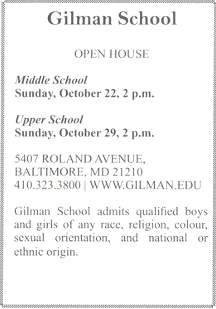 Gilman School
OPEN HOUSE
Middle School
Sunday, October 22, 2 p.m.
Upper School
Sunday, October 29, 2 p.m.
5407 ROLAND AVENUE,
BALTIMORE, MD 21210
410.323.3800 | WWW.GILMAN.EDU
Gilman School admits qualified boys
and girls of any race, religion, colour,
sexual orientation, and national or
ethnic origin.